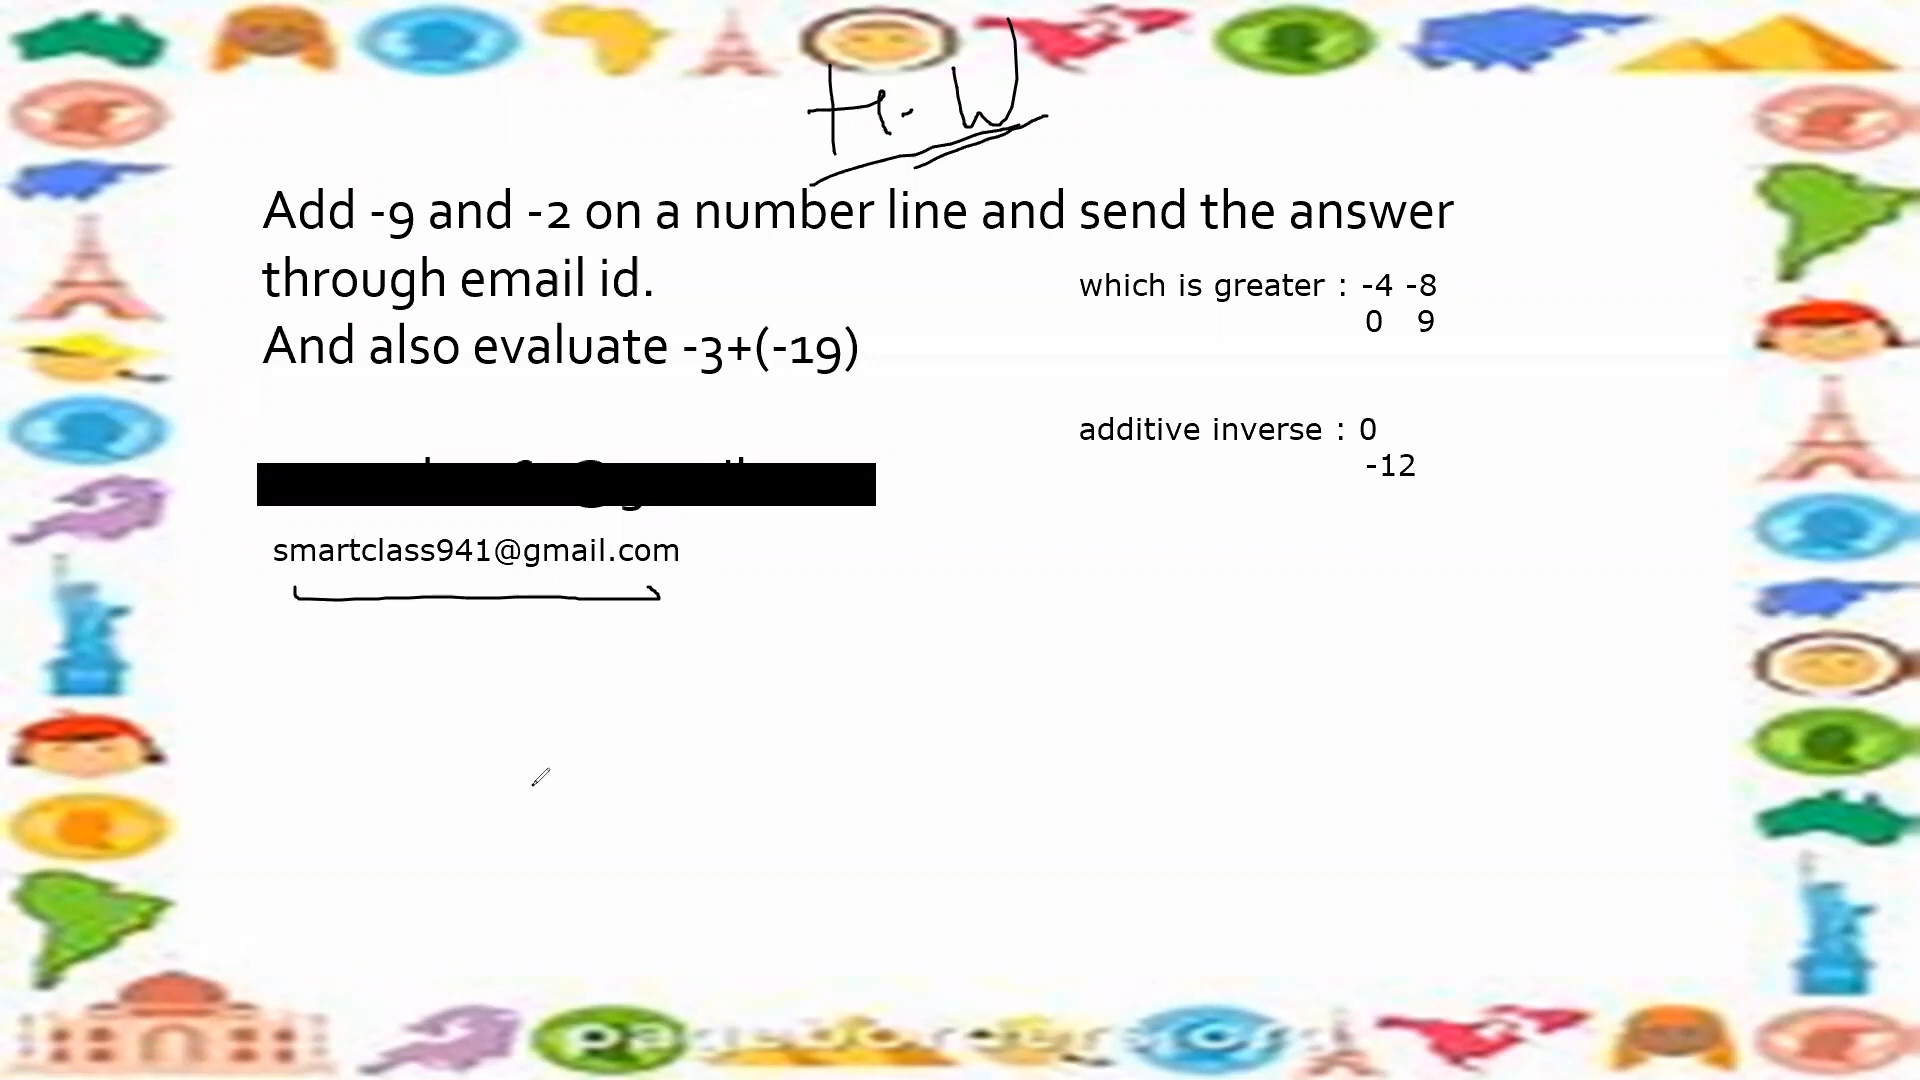 H.W
Add -9 and -2 on a number line and send the answer
through email id.
And also evaluate -3+(-19)
which is greater : -4 -8
0 9
additive inverse : 0
-12
smartclass941@gmail.com